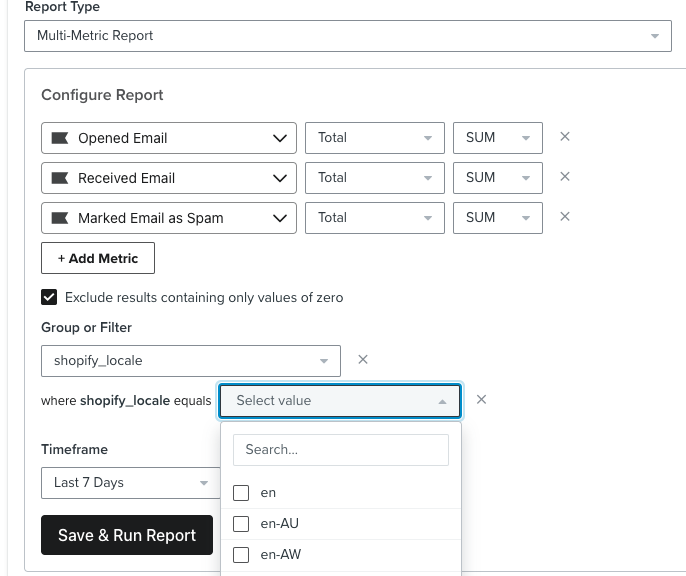 Report Type
Multi-Metric Report
Configure Report
Opened Email Total SUM ×
Received Email Total SUM ×
Marked Email as Spam Total SUM ×
+ Add Metric
Exclude results containing only values of zero
Group or Filter
shopify_locale ×
where shopify_locale equals Select value ×
Search...
Timeframe
Last 7 Days
en
en-AU
Save & Run Report
en-AW